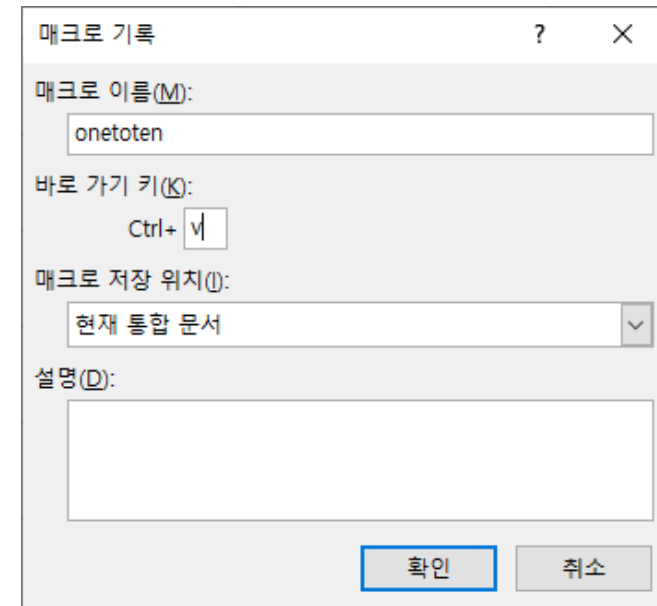 매크로 기록 ? ×
매크로 이름(M):
onetoten
바로 가기 키(K):
Ctrl+ v
매크로 저장 위치(I):
현재 통합 문서
설명(D):
확인 취소